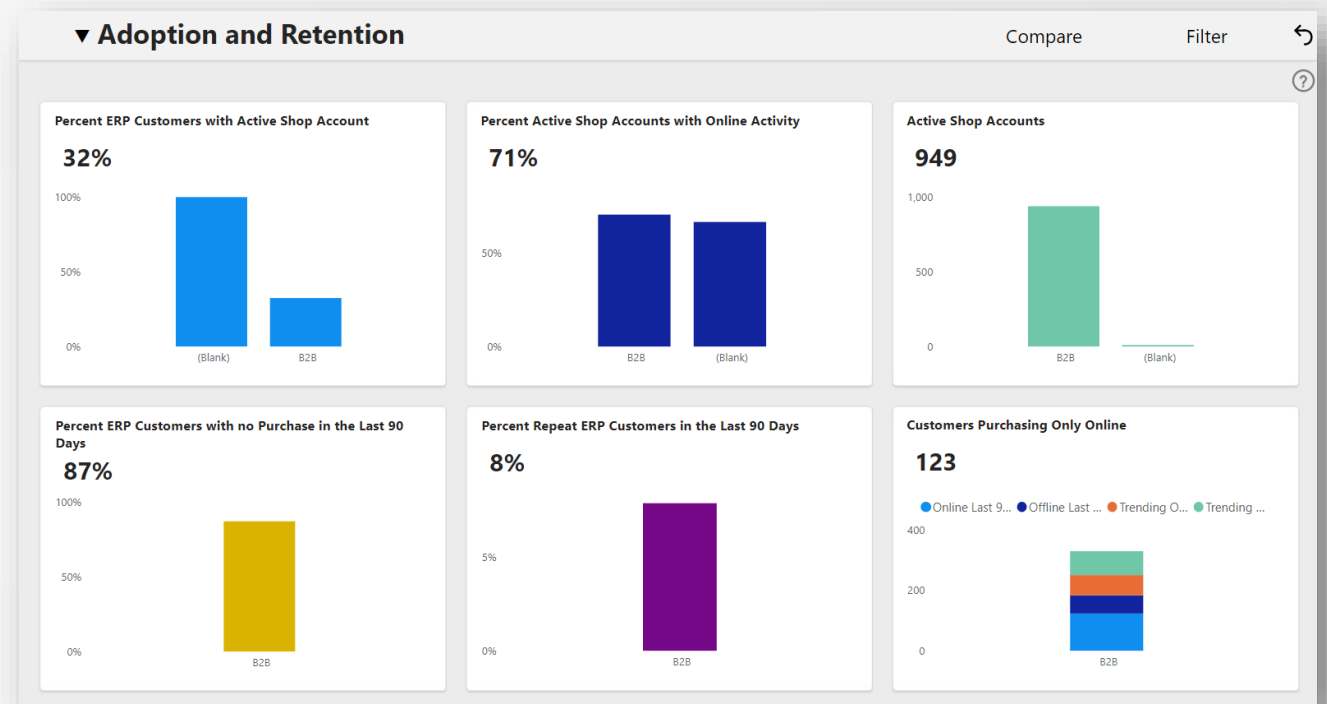 ▼ Adoption and Retention
Compare
Filter
?
Percent ERP Customers with Active Shop Account
32%
100%
50%
0%
(Blank)
B2B
Percent Active Shop Accounts with Online Activity
71%
50%
0%
B2B
(Blank)
Active Shop Accounts
949
1,000
500
0
B2B
(Blank)
Percent ERP Customers with no Purchase in the Last 90
Days
87%
100%
50%
0%
B2B
Percent Repeat ERP Customers in the Last 90 Days
8%
5%
0%
B2B
Customers Purchasing Only Online
123
Online Last 9... Offline Last ... Trending O... Trending ...
400
200
0
B2B